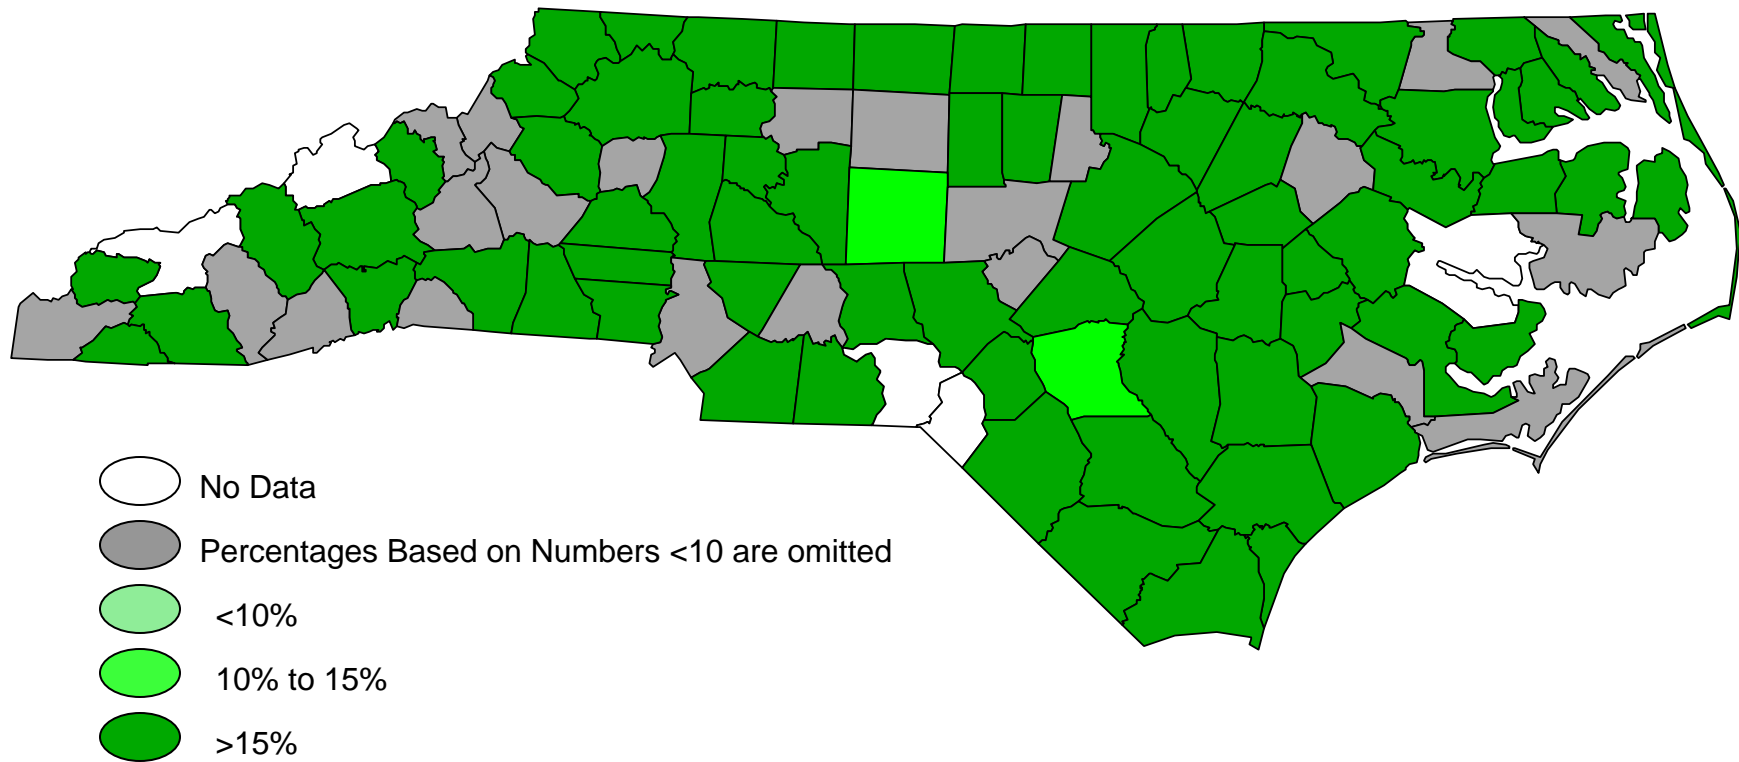 No Data
Percentages Based on Numbers <10 are omitted
<10%
10% to 15%
>15%